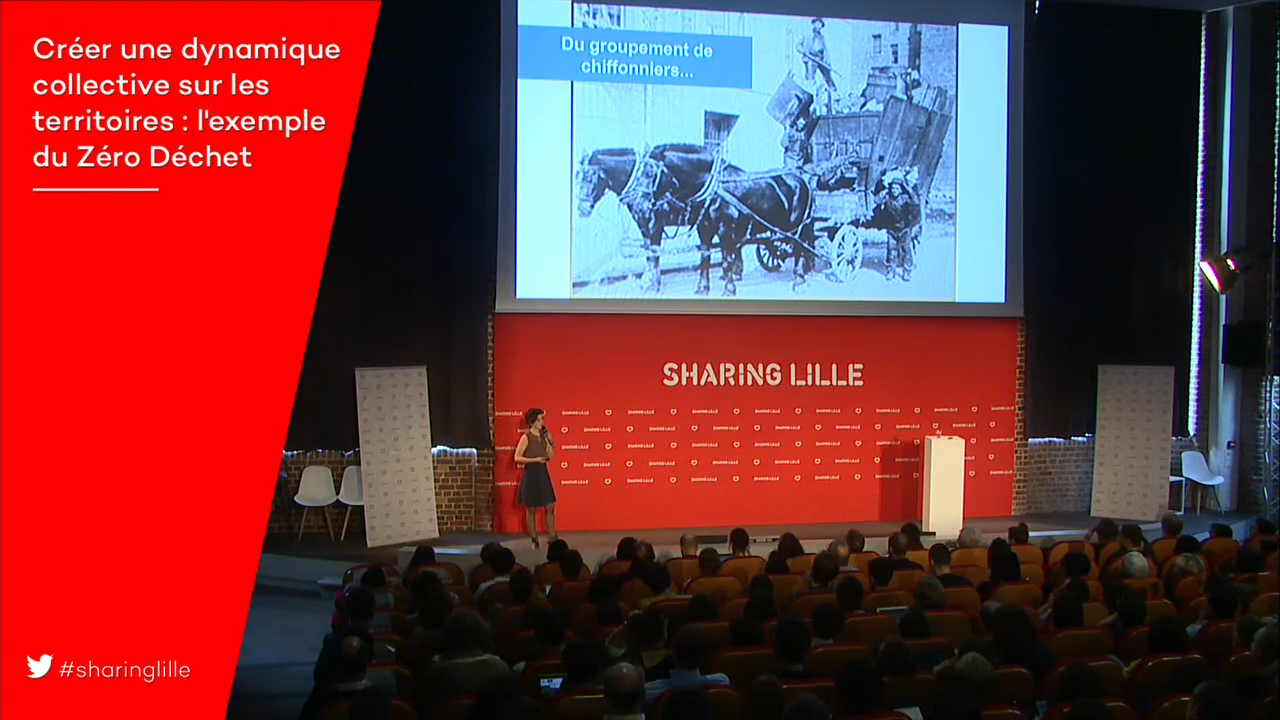 Créer une dynamique
collective sur les
territoires : l'exemple
du Zéro Déchet
#sharinglille
Du groupement de
chiffonniers...
SHARING LILLE